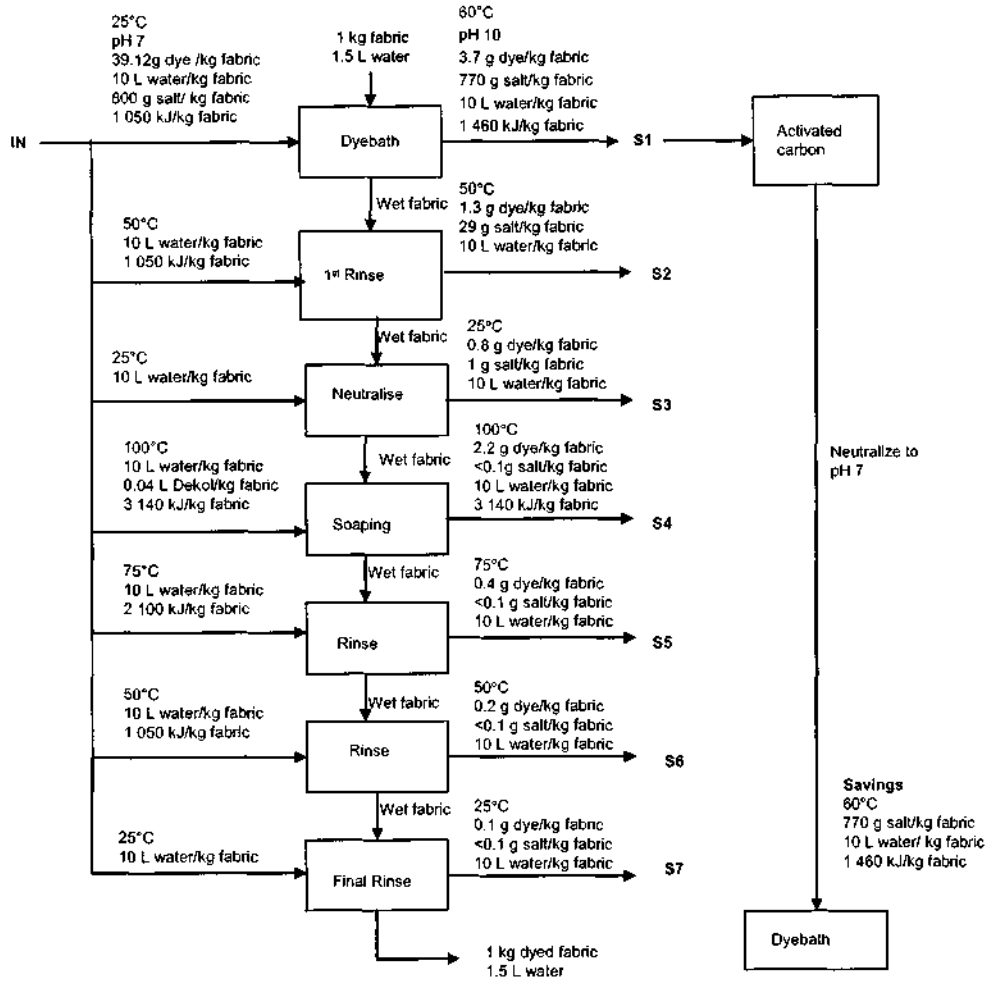 25°C
pH 7
39.12g dye /kg fabric
10 L water/kg fabric
800 g salt/ kg fabric
1 050 kJ/kg fabric
1 kg fabric
1.5 L water
60°C
pH 10
3.7 g dye/kg fabric
770 g salt/kg fabric
10 L water/kg fabric
1 460 kJ/kg fabric
IN
Dyebath
S1
Activated
carbon
Wet fabric
50°C
10 L water/kg fabric
1 050 kJ/kg fabric
50°C
1.3 g dye/kg fabric
29 g salt/kg fabric
10 L water/kg fabric
1st Rinse
S2
Wet fabric
25°C
10 L water/kg fabric
25°C
0.8 g dye/kg fabric
1 g salt/kg fabric
10 L water/kg fabric
Neutralise
S3
Wet fabric
100°C
10 L water/kg fabric
0.04 L Dekol/kg fabric
3 140 kJ/kg fabric
100°C
2.2 g dye/kg fabric
<0.1g salt/kg fabric
10 L water/kg fabric
3 140 kJ/kg fabric
Neutralize to
pH 7
Soaping
S4
Wet fabric
75°C
10 L water/kg fabric
2 100 kJ/kg fabric
75°C
0.4 g dye/kg fabric
<0.1 g salt/kg fabric
10 L water/kg fabric
Rinse
S5
Wet fabric
50°C
10 L water/kg fabric
1 050 kJ/kg fabric
50°C
0.2 g dye/kg fabric
<0.1 g salt/kg fabric
10 L water/kg fabric
Rinse
S6
Wet fabric
25°C
10 L water/kg fabric
25°C
0.1 g dye/kg fabric
<0.1 g salt/kg fabric
10 L water/kg fabric
Final Rinse
S7
Savings
60°C
770 g salt/kg fabric
10 L water/ kg fabric
1 460 kJ/kg fabric
Dyebath
1 kg dyed fabric
1.5 L water